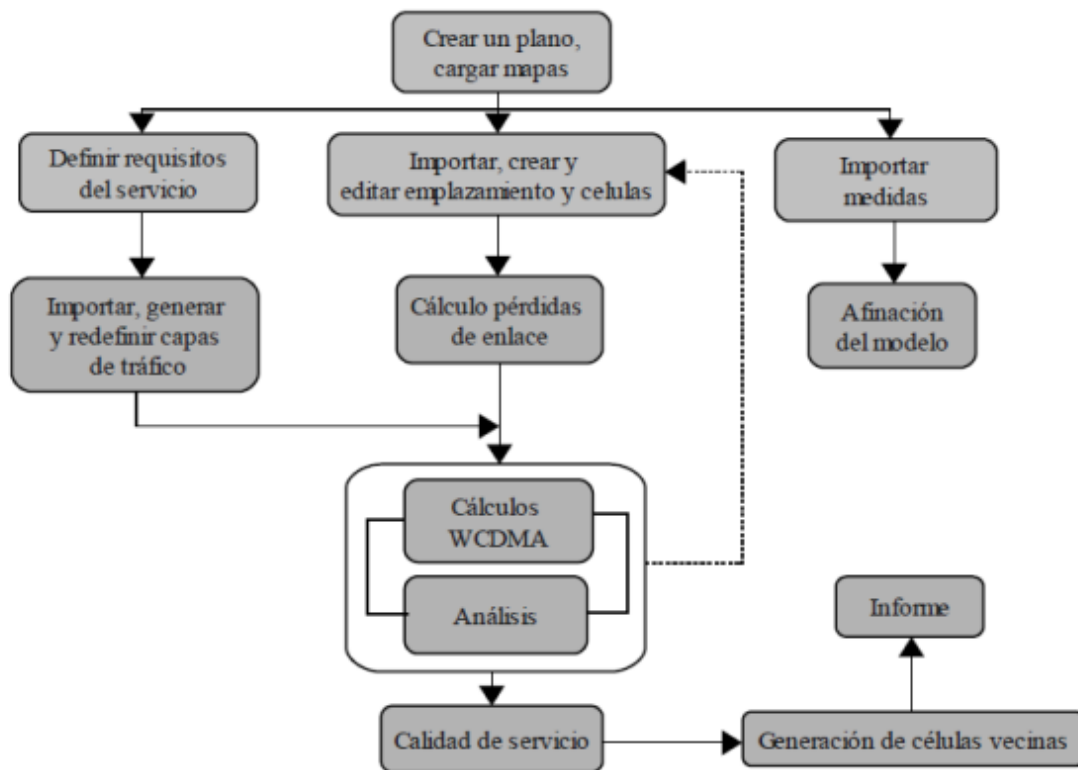 Crear un plano,
cargar mapas
Definir requisitos
del servicio
Importar, crear y
editar emplazamiento y celulas
Importar
medidas
Importar, generar
y redefinir capas
de tráfico
Cálculo pérdidas
de enlace
Afinación
del modelo
Cálculos
WCDMA
Análisis
Informe
Calidad de servicio
Generación de células vecinas